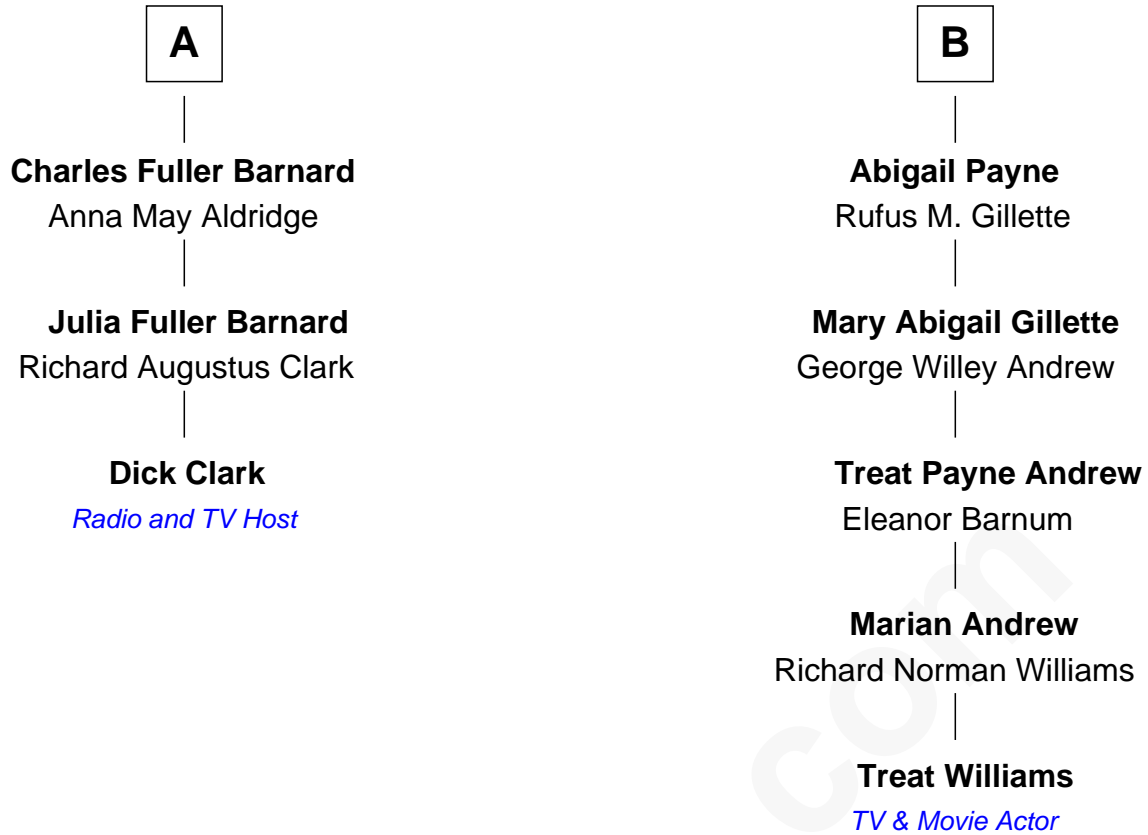 A
Charles Fuller Barnard
Anna May Aldridge
Julia Fuller Barnard
Richard Augustus Clark
Dick Clark
Radio and TV Host
B
Abigail Payne
Rufus M. Gillette
Mary Abigail Gillette
George Willey Andrew
Treat Payne Andrew
Eleanor Barnum
Marian Andrew
Richard Norman Williams
Treat Williams
TV & Movie Actor
com